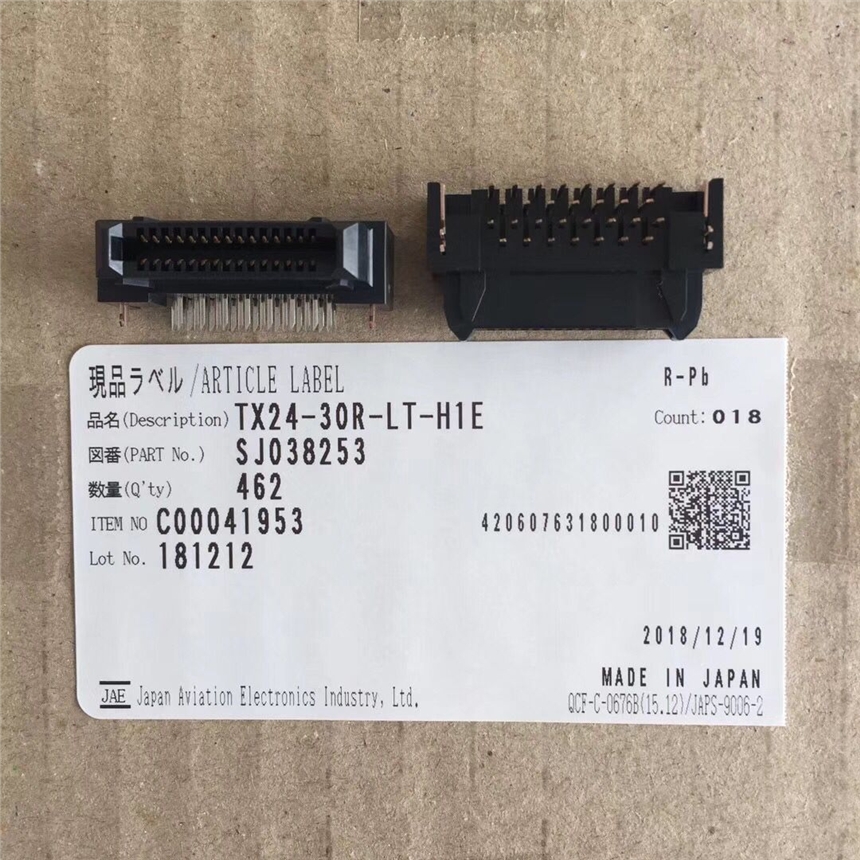 現品ラベル/ARTICLE LABEL
R-Pb
品名(Description) TX24-30R-LT-H1E
Count: 018
図番(PART No.) SJ038253
数量(Q'ty) 462
ITEM NO C00041953
420607631800010
Lot No. 181212
2018/12/19
MADE IN JAPAN
JAE Japan Aviation Electronics Industry, Ltd.
QCF-C-0676B(15.12)/JAPS-9006-2